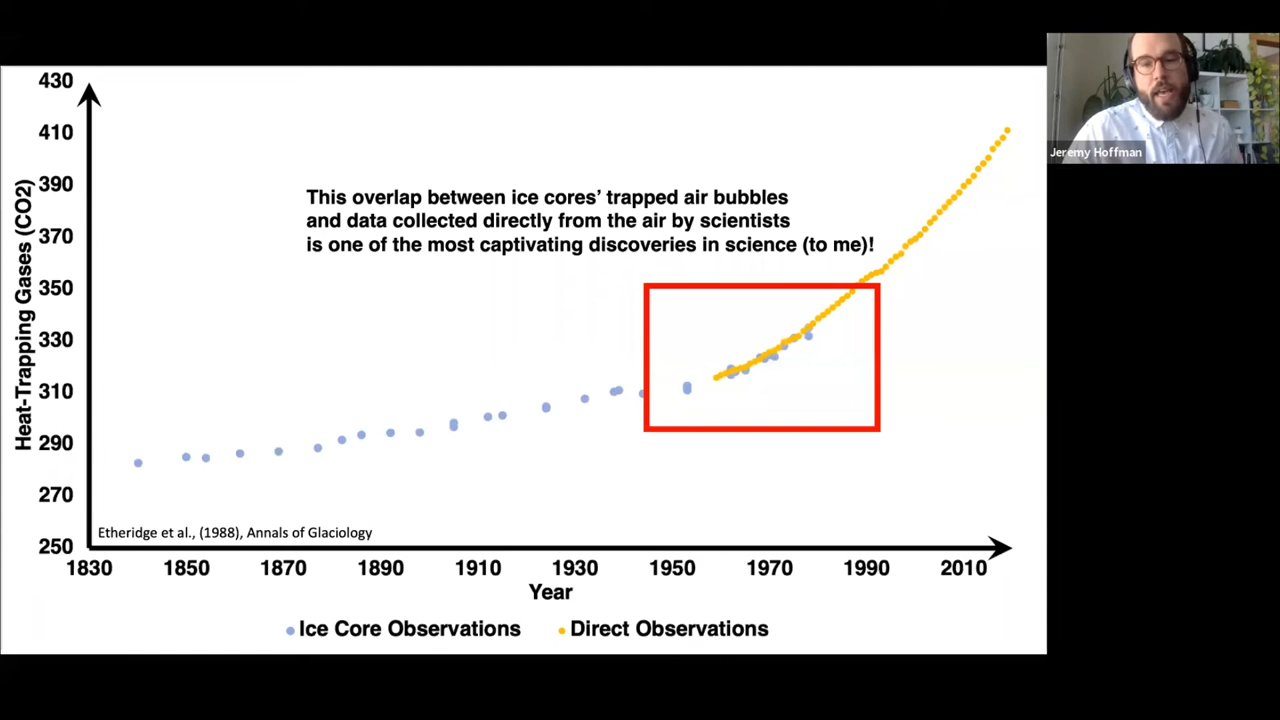 430
410
390
370
350
330
310
290
270
250
Heat-Trapping Gases (CO2)
This overlap between ice cores’ trapped air bubbles
and data collected directly from the air by scientists
is one of the most captivating discoveries in science (to me)!
Etheridge et al., (1988), Annals of Glaciology
1830 1850 1870 1890 1910 1930 1950 1970 1990 2010
Year
Ice Core Observations Direct Observations
Jeremy Hoffman